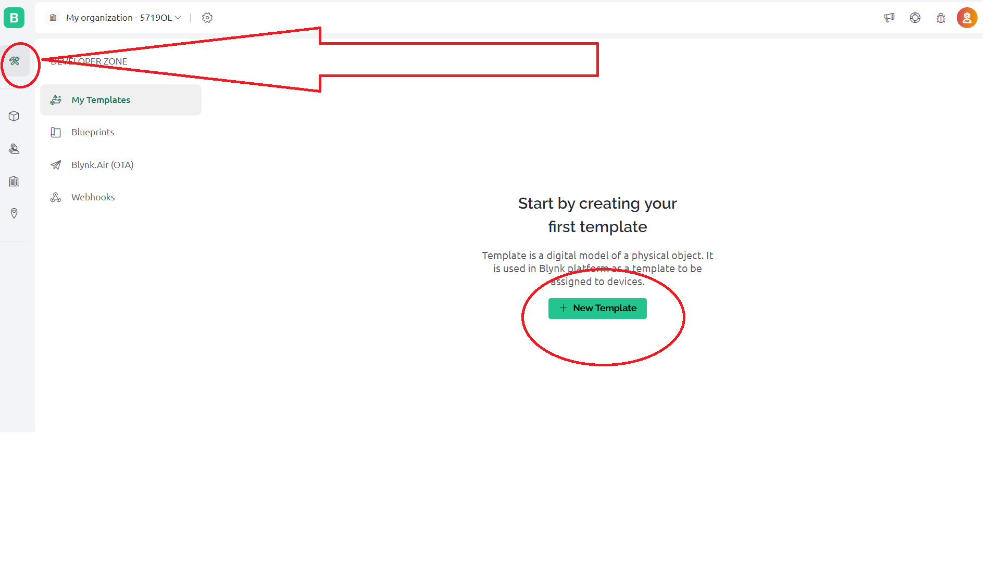 B
My organization - 5719OL
DEVELOPER ZONE
My Templates
Blueprints
Blynk.Air (OTA)
Webhooks
Start by creating your
first template
Template is a digital model of a physical object. It
is used in Blynk platform as a template to be
assigned to devices.
+ New Template